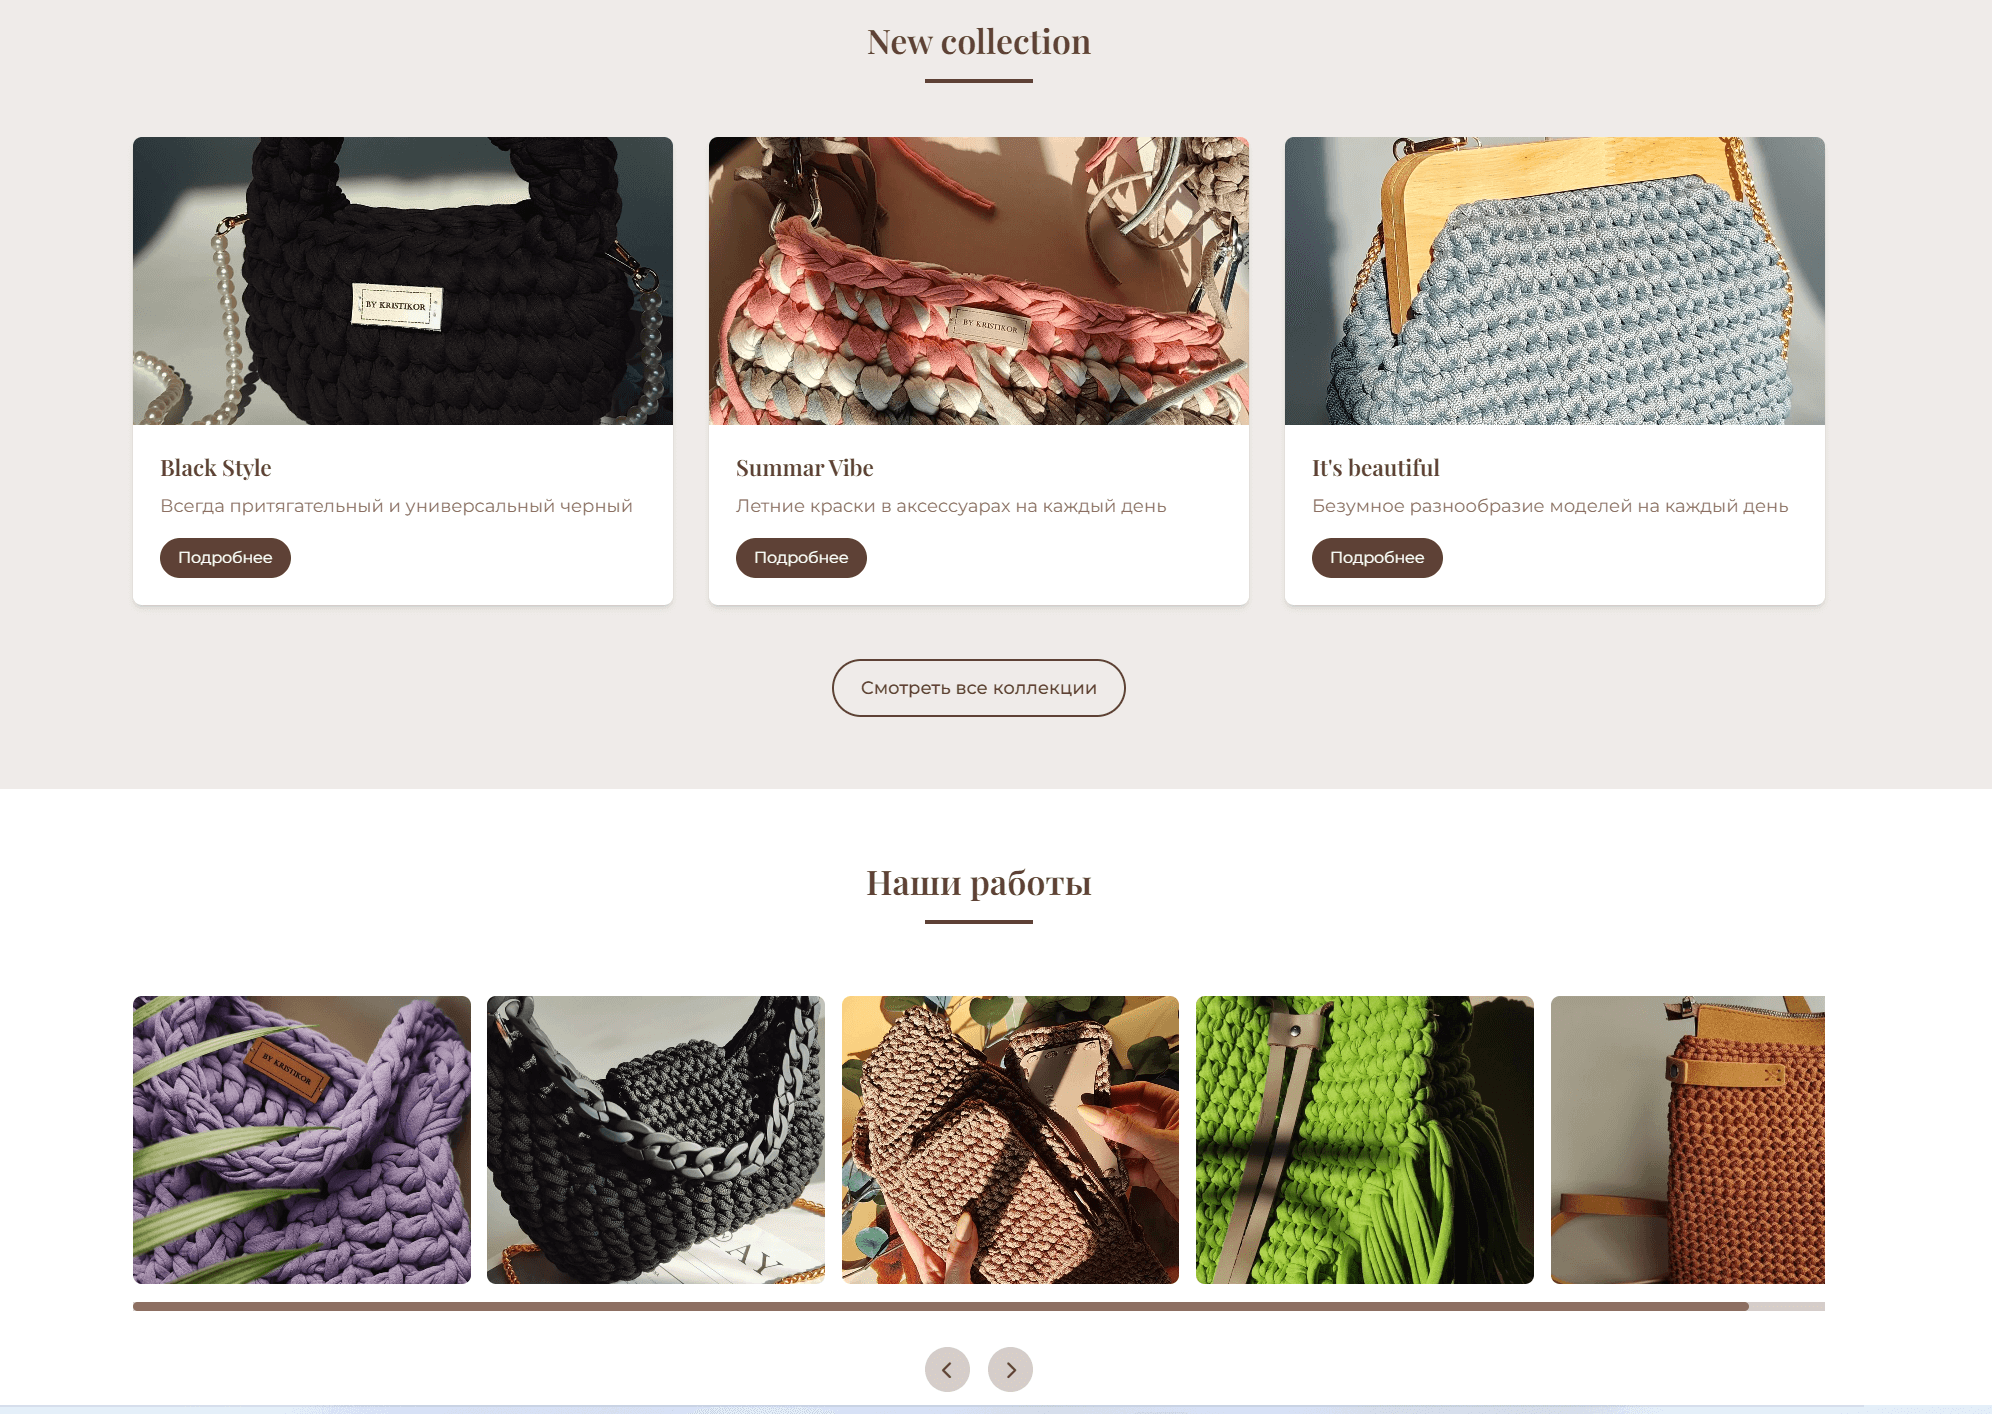 New collection
BY KRISTIKOR
BY KRISTIKOR
Black Style
Всегда притягательный и универсальный черный
Подробнее
Summar Vibe
Летние краски в аксессуарах на каждый день
Подробнее
It's beautiful
Безумное разнообразие моделей на каждый день
Подробнее
Смотреть все коллекции
Наши работы
BY KRISTIKOR
AY